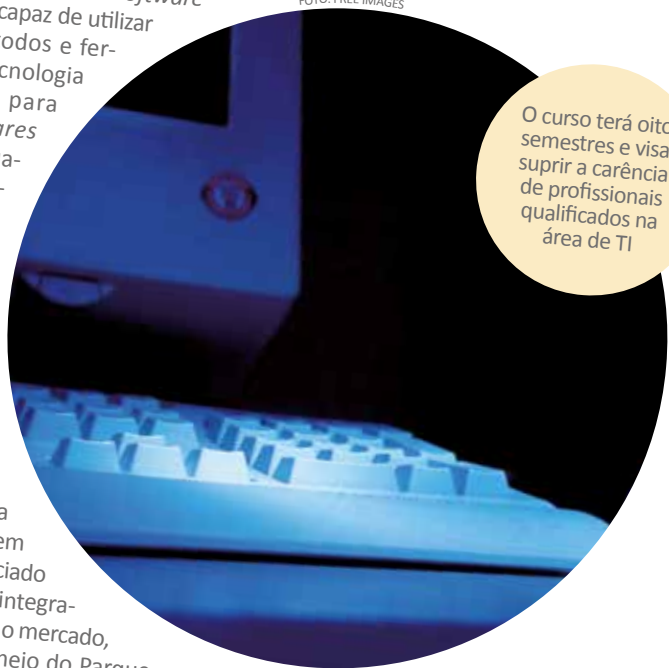 capaz de utilizar
odos e fer-
cnologia
para
ares
a-
-
a
em
ciado
integra-
o mercado,
meio do Parque
FOTO: FREE IMAGES
O curso terá oito
semestres e visa
suprir a carência
de profissionais
qualificados na
área de TI